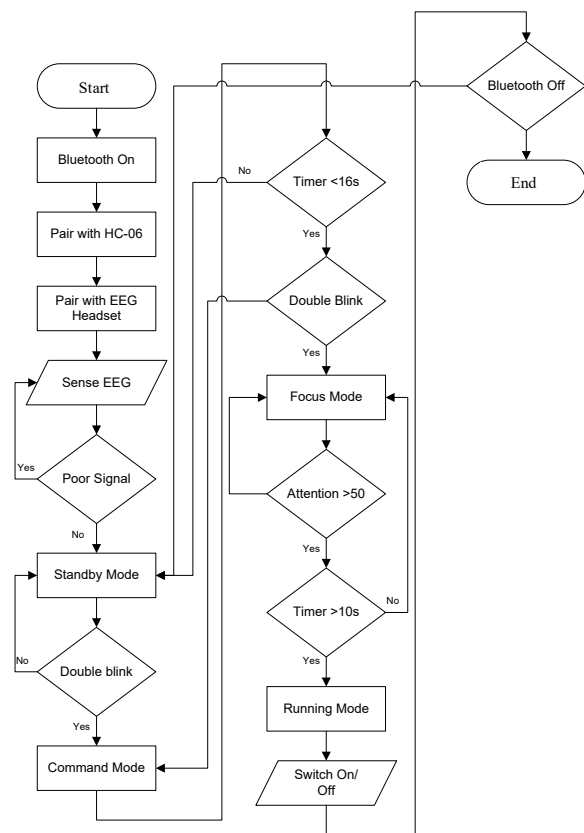 Start
Bluetooth On
Pair with HC-06
Pair with EEG
Headset
Sense EEG
Yes
Poor Signal
No
Standby Mode
No
Double blink
Yes
Command Mode
No
Timer <16s
Yes
Double Blink
Yes
Focus Mode
Attention >50
Yes
Timer >10s
No
Yes
Running Mode
Switch On/
Off
Bluetooth Off
End